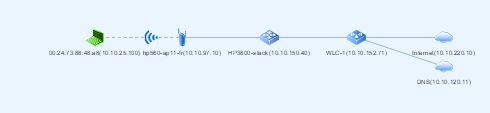 00:24:73:88:48:a8(10.10.25.100)
hp560-ap11-fr(10.10.97.10)
HP3800-stack(10.10.150.40)
WLC-1(10.10.152.71)
Internet(10.10.220.10)
DNS(10.10.120.11)